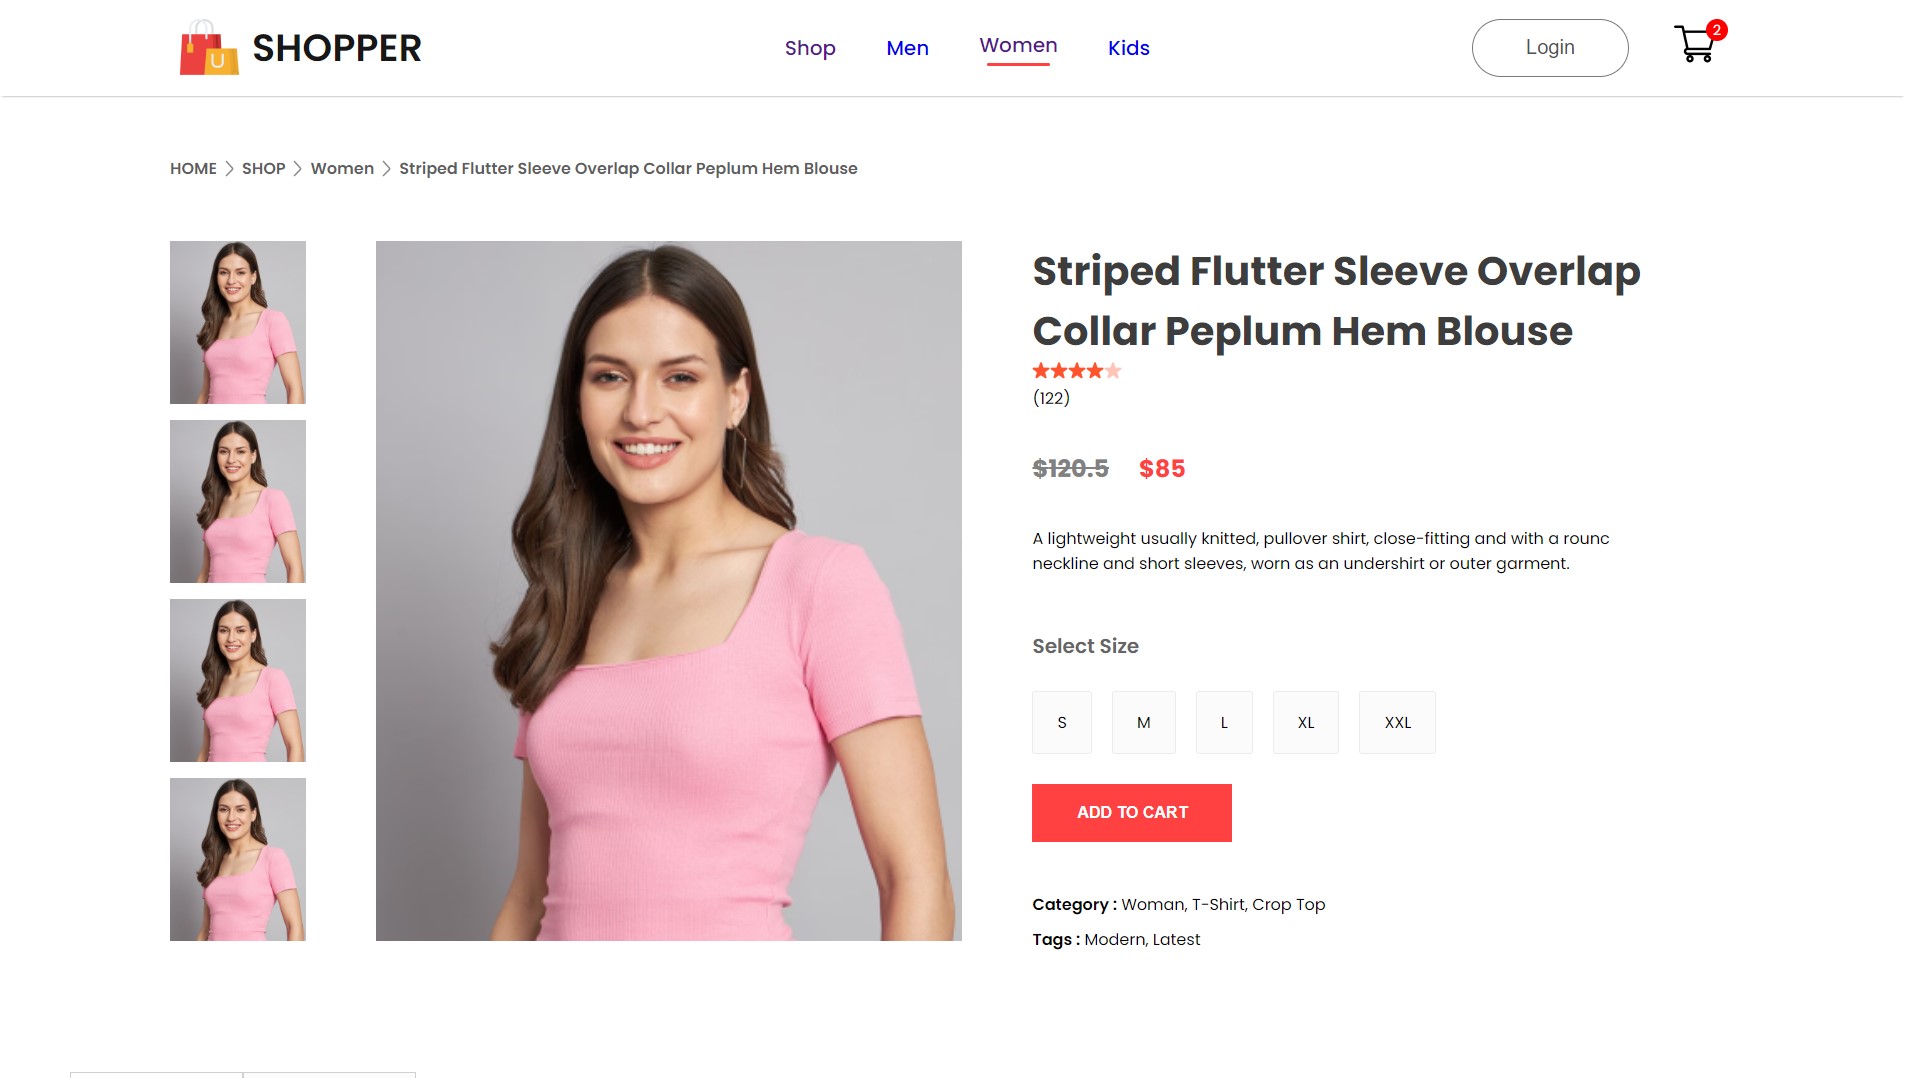 SHOPPER
Shop
Men
Women
Kids
Login
2
HOME
SHOP
Women
Striped Flutter Sleeve Overlap Collar Peplum Hem Blouse
Striped Flutter Sleeve Overlap
Collar Peplum Hem Blouse
(122)
$120.5
$85
A lightweight usually knitted, pullover shirt, close-fitting and with a rounc
neckline and short sleeves, worn as an undershirt or outer garment.
Select Size
S
M
L
XL
XXL
ADD TO CART
Category : Woman, T-Shirt, Crop Top
Tags : Modern, Latest